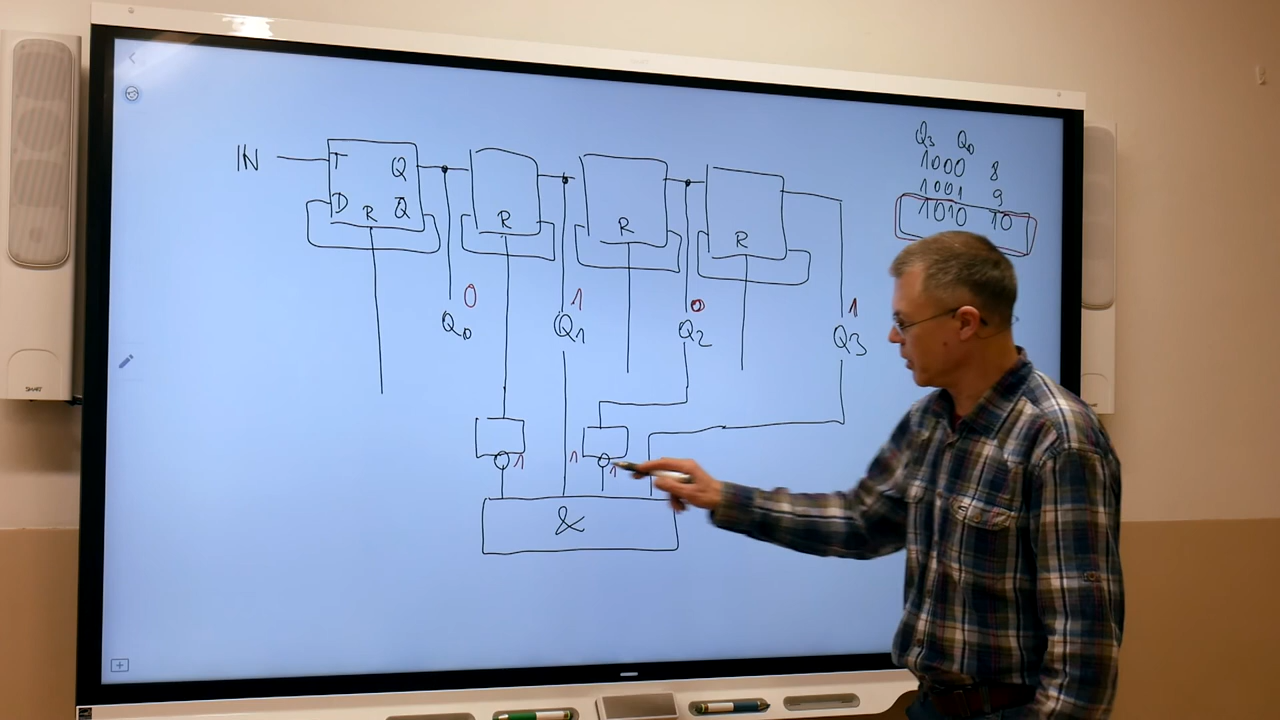 IN
T Q
D R Q̅
R
R
R
0 1 0 1
Q0 Q1 Q2 Q3
1 1 1
&
Q3 Q0
1000 8
1001 9
1010 10
SMART